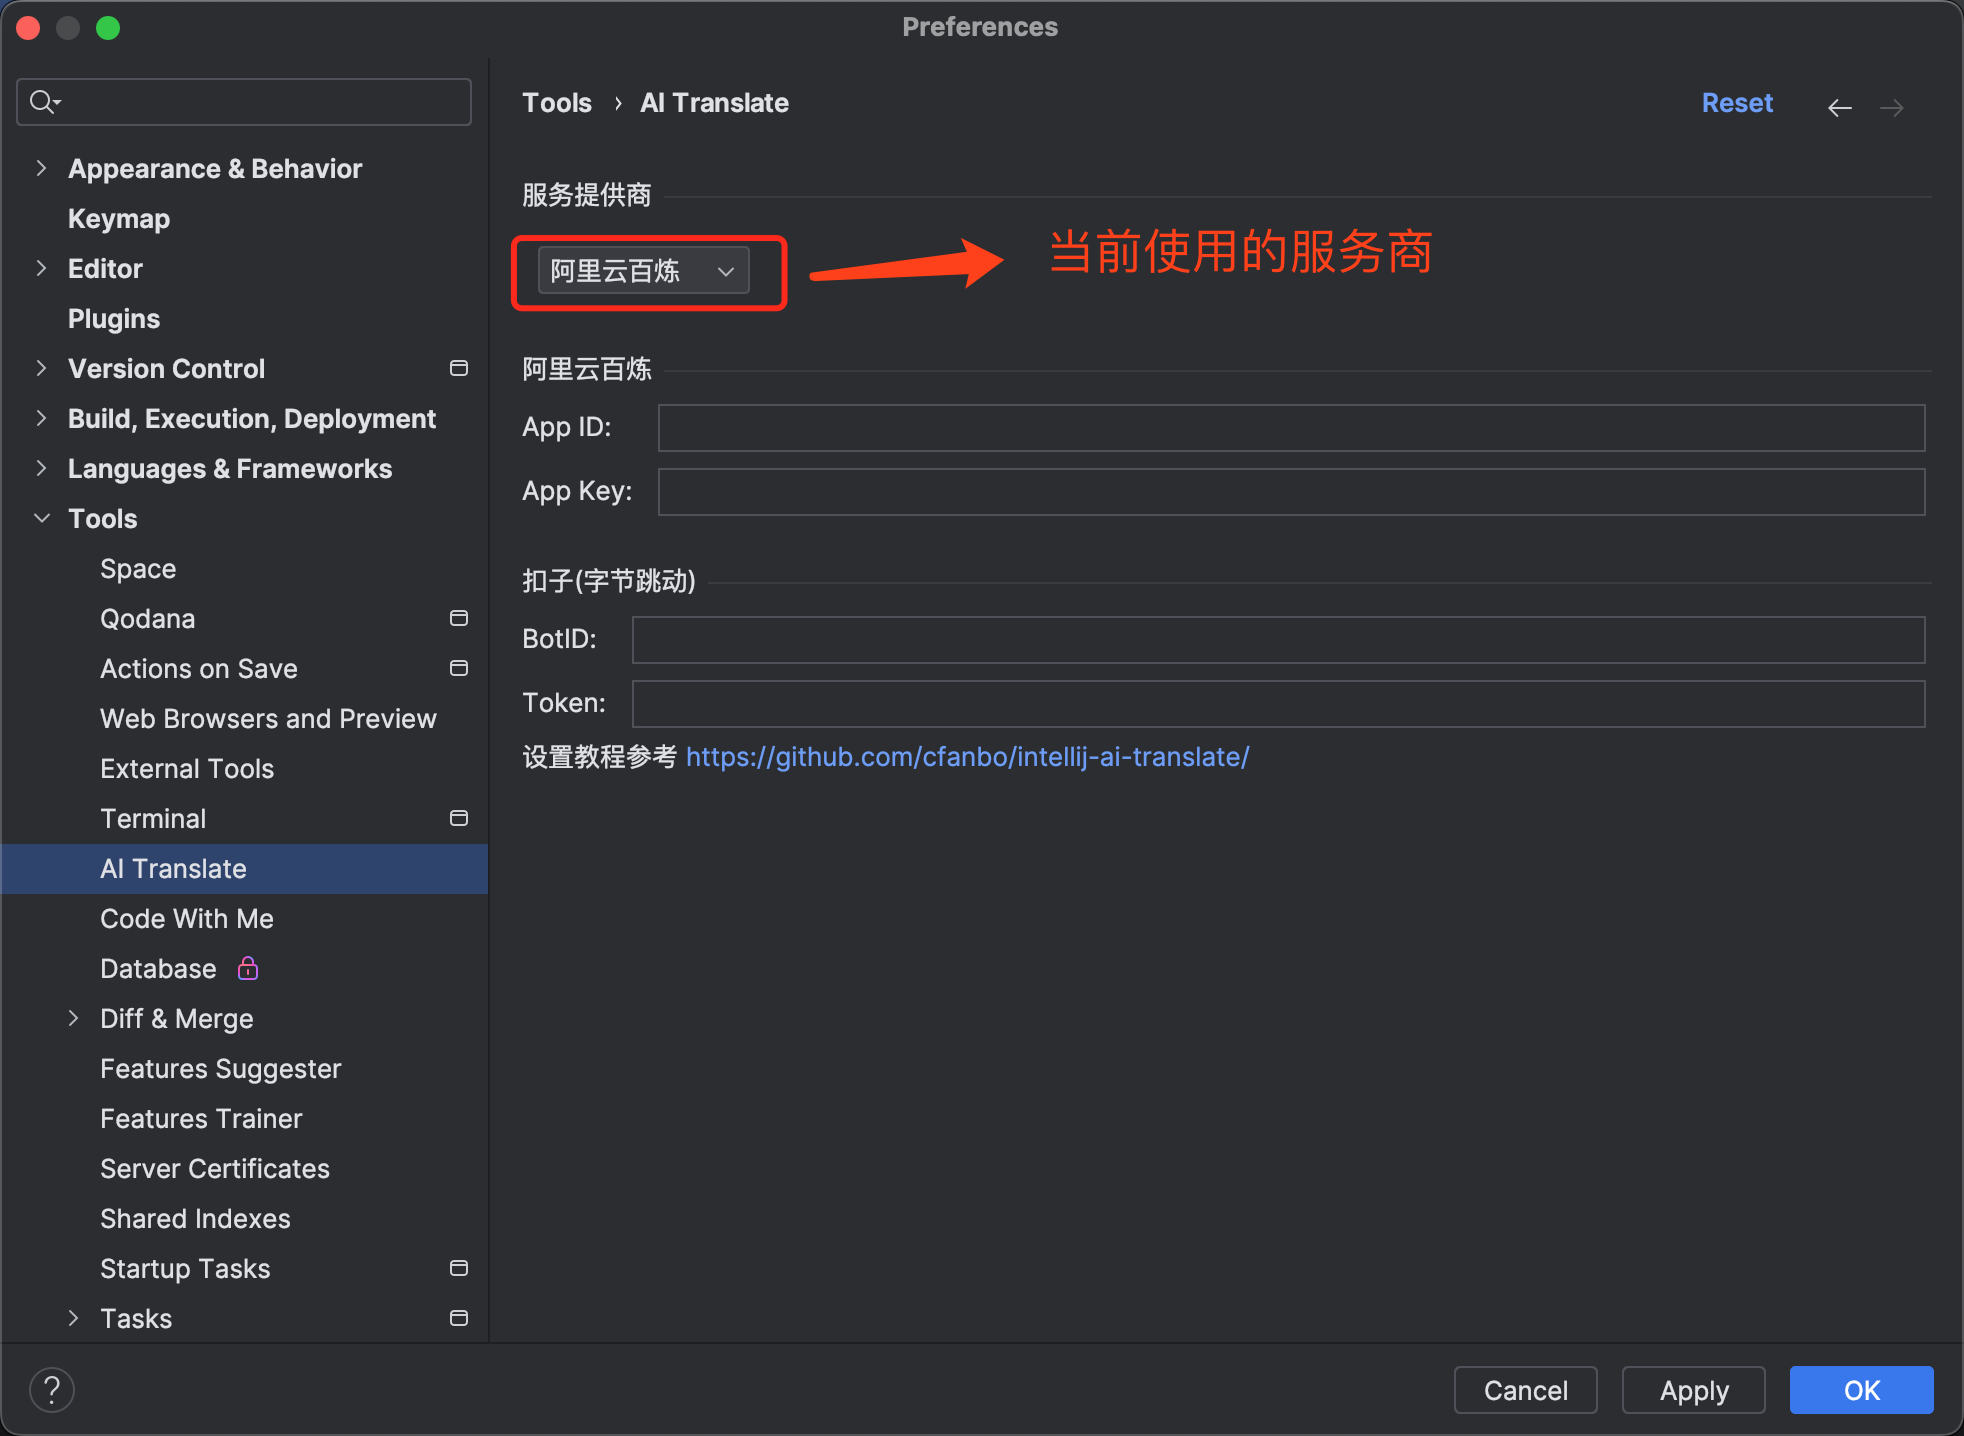 Preferences
Appearance & Behavior
Keymap
Editor
Plugins
Version Control
Build, Execution, Deployment
Languages & Frameworks
Tools
Space
Qodana
Actions on Save
Web Browsers and Preview
External Tools
Terminal
AI Translate
Code With Me
Database
Diff & Merge
Features Suggester
Features Trainer
Server Certificates
Shared Indexes
Startup Tasks
Tasks
Tools › AI Translate
Reset
服务提供商
阿里云百炼
当前使用的服务商
阿里云百炼
App ID:
App Key:
扣子(字节跳动)
BotID:
Token:
设置教程参考 https://github.com/cfanbo/intellij-ai-translate/
?
Cancel
Apply
OK